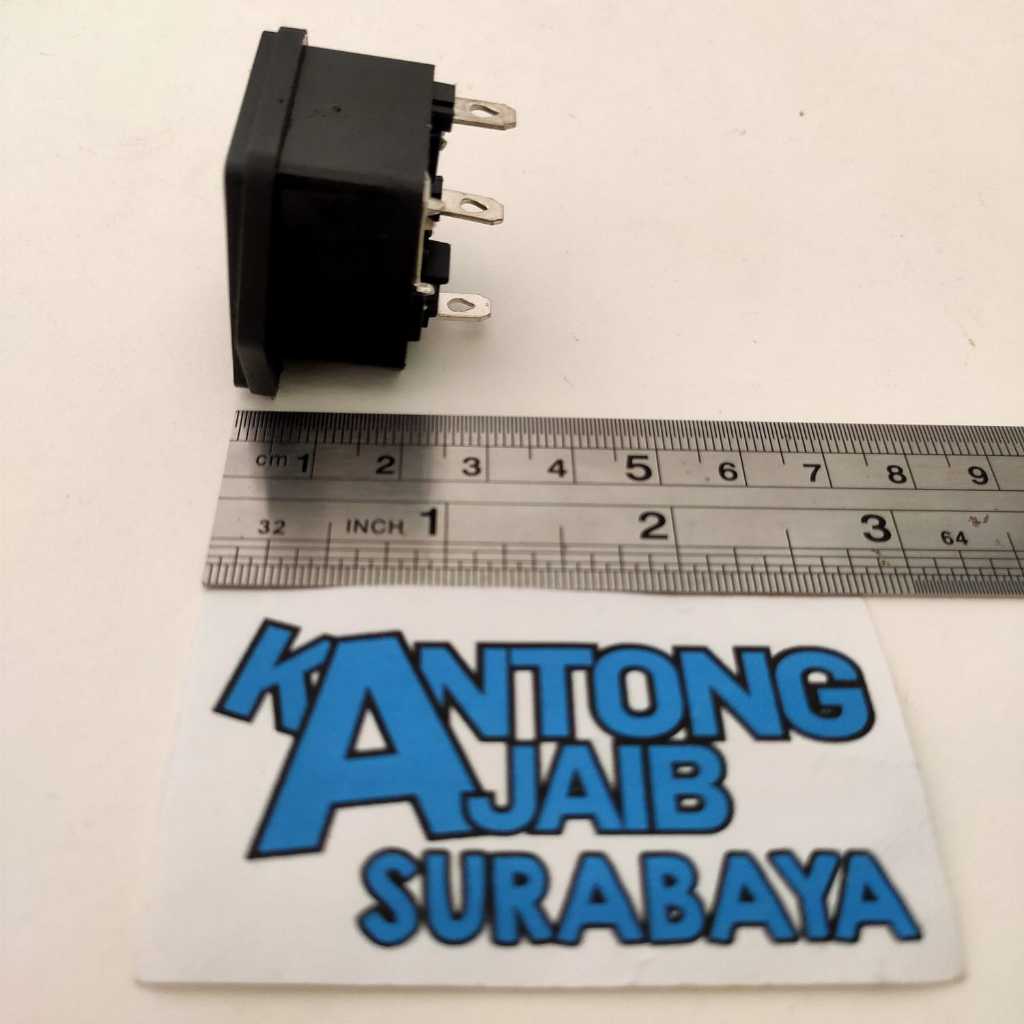 cm 1 2 3 4 5 6 7 8 9
32 INCH 1 2 3 64
KANTONG
AJAIB
SURABAYA